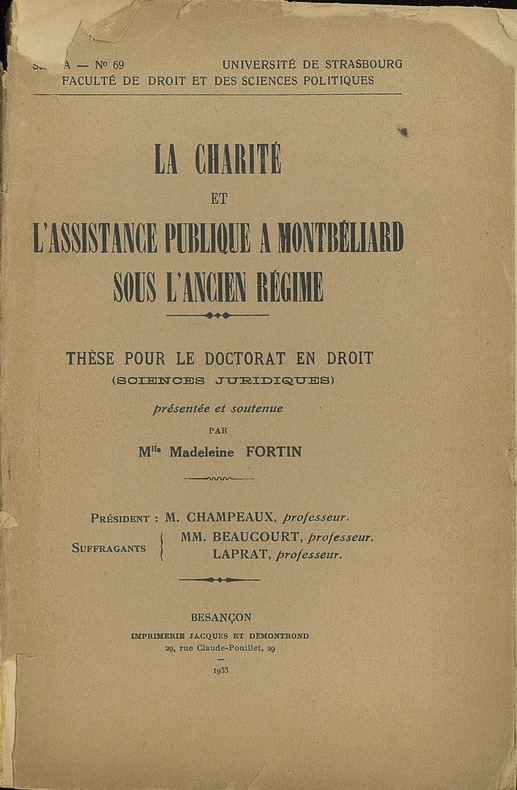 A — Nº 69 UNIVERSITÉ DE STRASBOURG
FACULTÉ DE DROIT ET DES SCIENCES POLITIQUES
LA CHARITÉ
ET
L'ASSISTANCE PUBLIQUE A MONTBÉLIARD
SOUS L'ANCIEN RÉGIME
THÈSE POUR LE DOCTORAT EN DROIT
(SCIENCES JURIDIQUES)
présentée et soutenue
PAR
Mlle Madeleine FORTIN
PRÉSIDENT : M. CHAMPEAUX, professeur.
SUFFRAGANTS { MM. BEAUCOURT, professeur.
LAPRAT, professeur.
BESANÇON
IMPRIMERIE JACQUES ET DEMONTROND
29, rue Claude-Pouillet, 29
1933